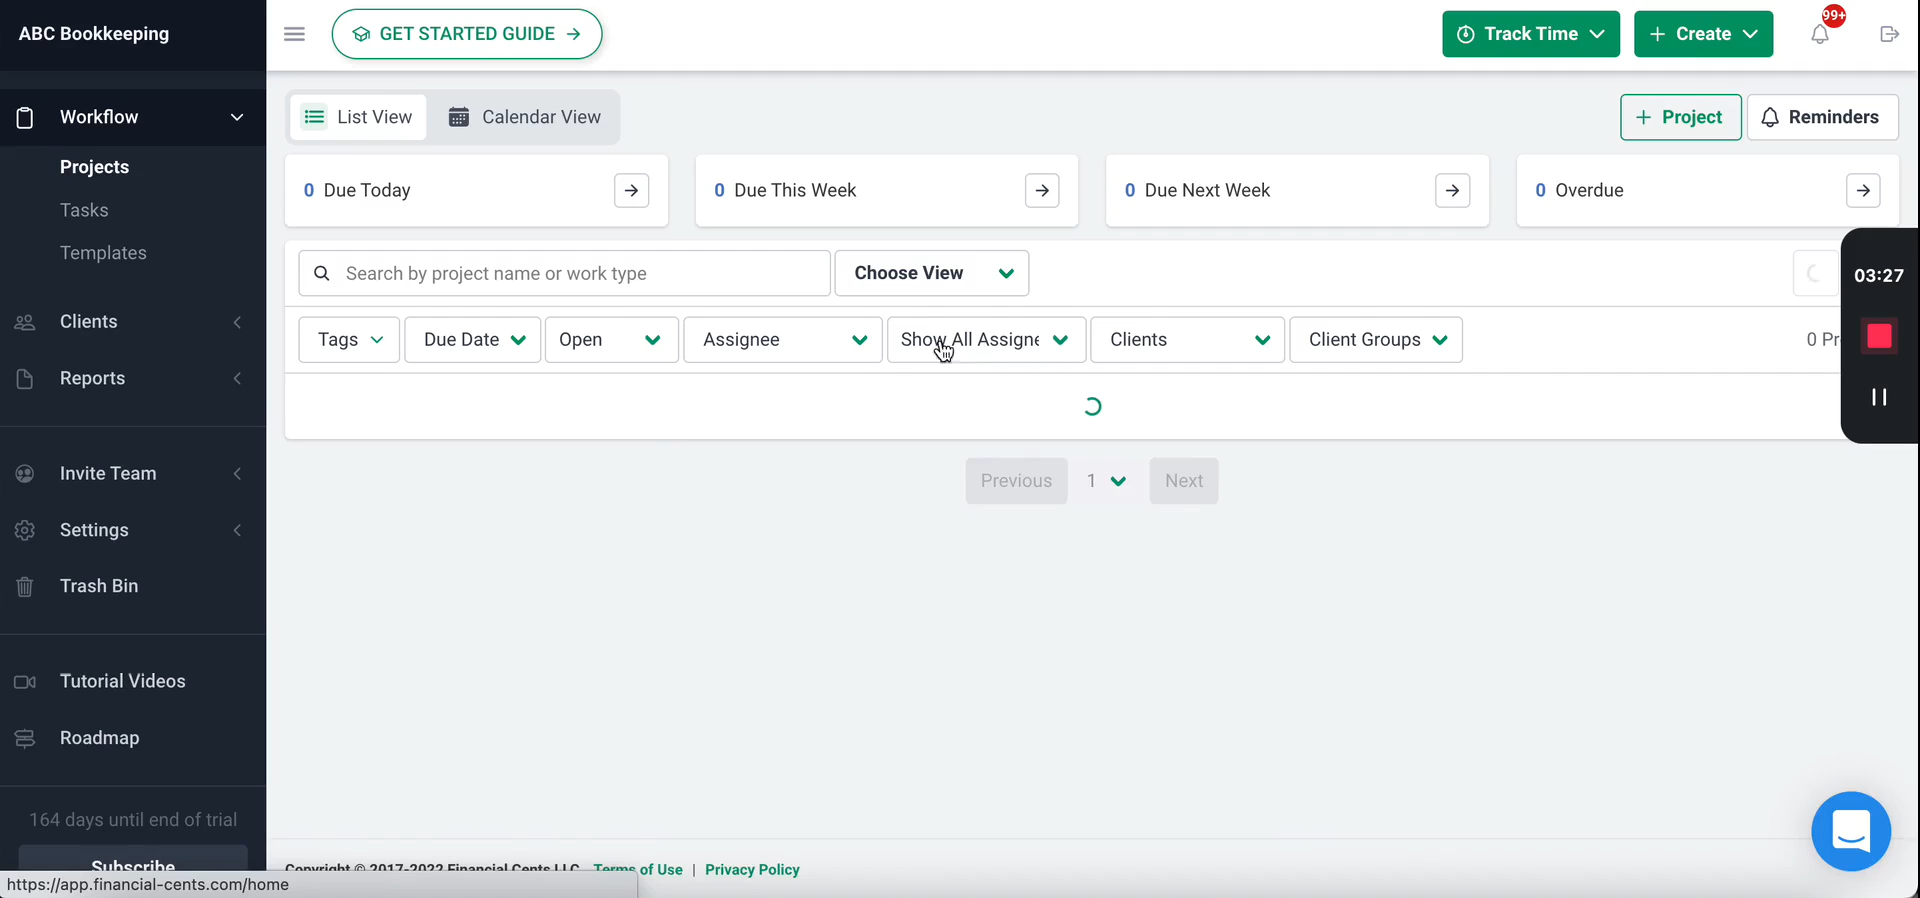 ABC Bookkeeping
GET STARTED GUIDE
Track Time
Create
99+
Workflow
List View
Calendar View
Project
Reminders
Projects
0 Due Today
0 Due This Week
0 Due Next Week
0 Overdue
Tasks
Templates
Search by project name or work type
Choose View
03:27
Clients
Tags
Due Date
Open
Assignee
Show All Assigne
Clients
Client Groups
0 Pr
Reports
Invite Team
Previous
1
Next
Settings
Trash Bin
Tutorial Videos
Roadmap
164 days until end of trial
Subscribe
Copyright © 2017-2022 Financial Cents LLC
Terms of Use | Privacy Policy
https://app.financial-cents.com/home